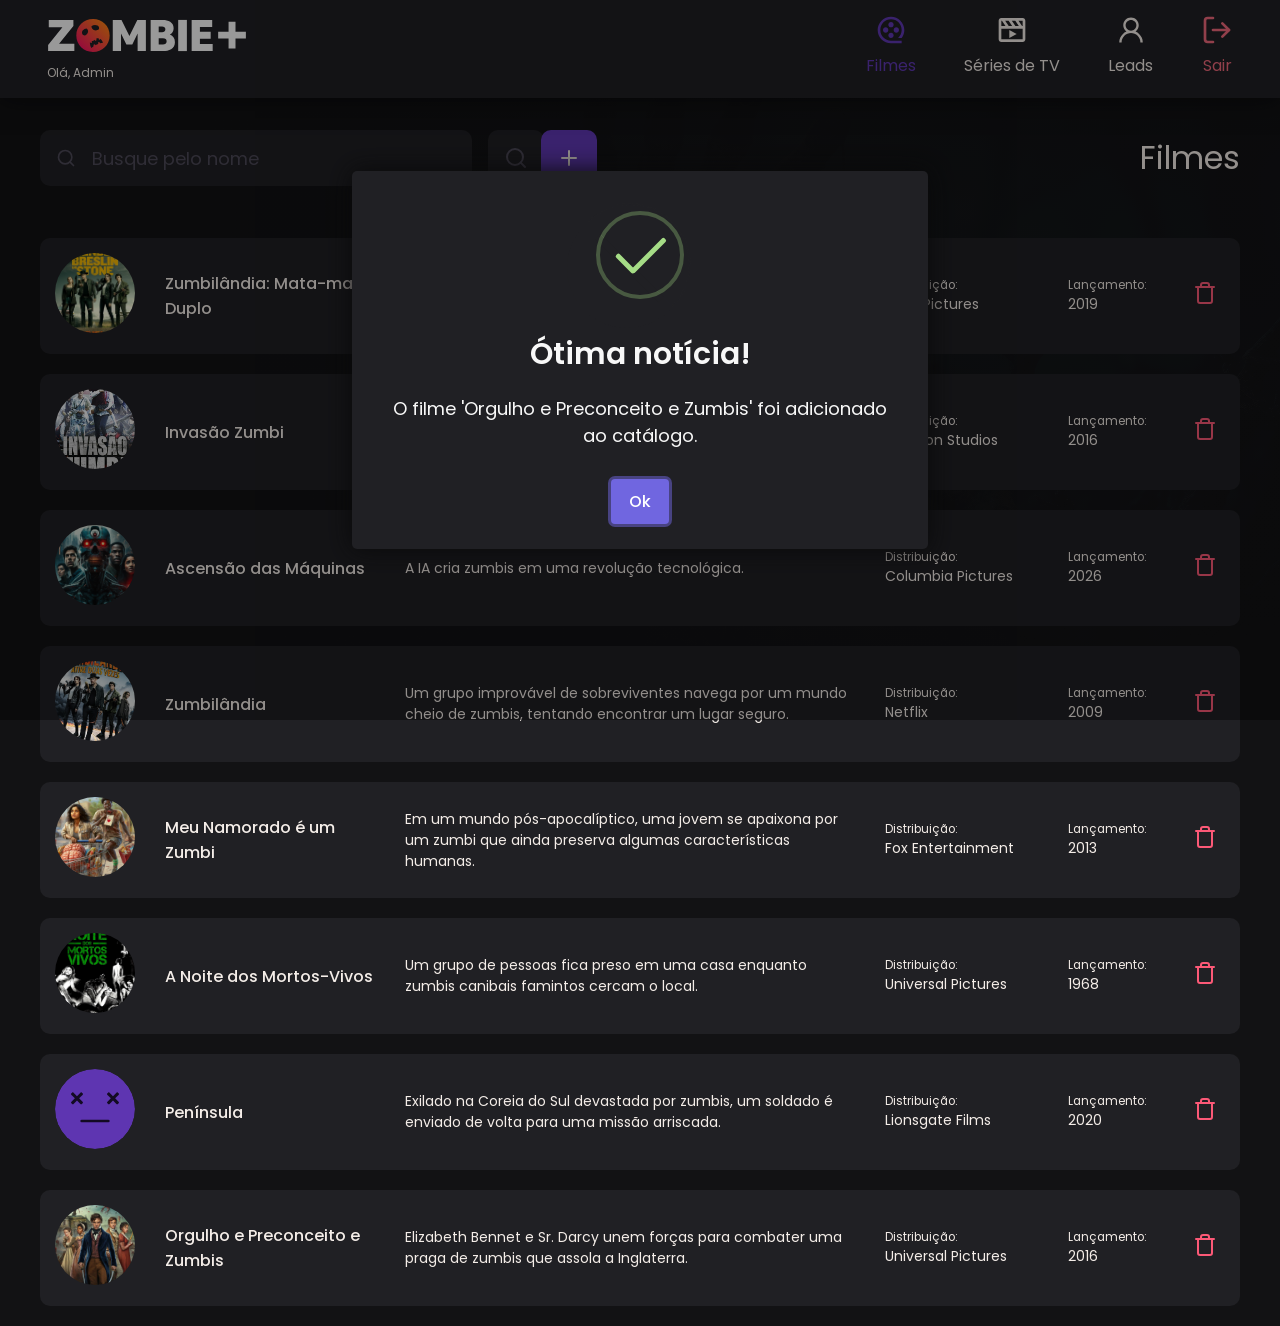 ZOMBIE+
Olá, Admin
Filmes
Séries de TV
Leads
Sair
Busque pelo nome
Filmes
Ótima notícia!
O filme 'Orgulho e Preconceito e Zumbis' foi adicionado
ao catálogo.
Ok
BRESLIN
STONE
Zumbilândia: Mata-ma
Duplo
ição:
Pictures
Lançamento:
2019
INVASÃO
Invasão Zumbi
ição:
on Studios
Lançamento:
2016
Ascensão das Máquinas
A IA cria zumbis em uma revolução tecnológica.
Distribuição:
Columbia Pictures
Lançamento:
2026
Zumbilândia
Um grupo improvável de sobreviventes navega por um mundo
cheio de zumbis, tentando encontrar um lugar seguro.
Distribuição:
Netflix
Lançamento:
2009
Meu Namorado é um
Zumbi
Em um mundo pós-apocalíptico, uma jovem se apaixona por
um zumbi que ainda preserva algumas características
humanas.
Distribuição:
Fox Entertainment
Lançamento:
2013
NOITE
DOS
MORTOS
VIVOS
A Noite dos Mortos-Vivos
Um grupo de pessoas fica preso em uma casa enquanto
zumbis canibais famintos cercam o local.
Distribuição:
Universal Pictures
Lançamento:
1968
Península
Exilado na Coreia do Sul devastada por zumbis, um soldado é
enviado de volta para uma missão arriscada.
Distribuição:
Lionsgate Films
Lançamento:
2020
Orgulho e Preconceito e
Zumbis
Elizabeth Bennet e Sr. Darcy unem forças para combater uma
praga de zumbis que assola a Inglaterra.
Distribuição:
Universal Pictures
Lançamento:
2016